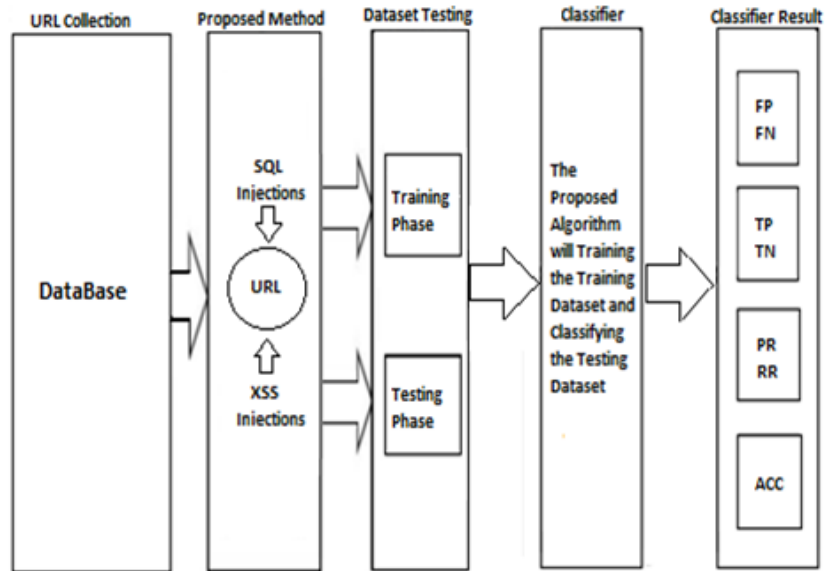 URL Collection
Proposed Method
Dataset Testing
Classifier
Classifier Result
DataBase
SQL
Injections
URL
XSS
Injections
Training
Phase
Testing
Phase
The
Proposed
Algorithm
will Training
the Training
Dataset and
Classifying
the Testing
Dataset
FP
FN
TP
TN
PR
RR
ACC